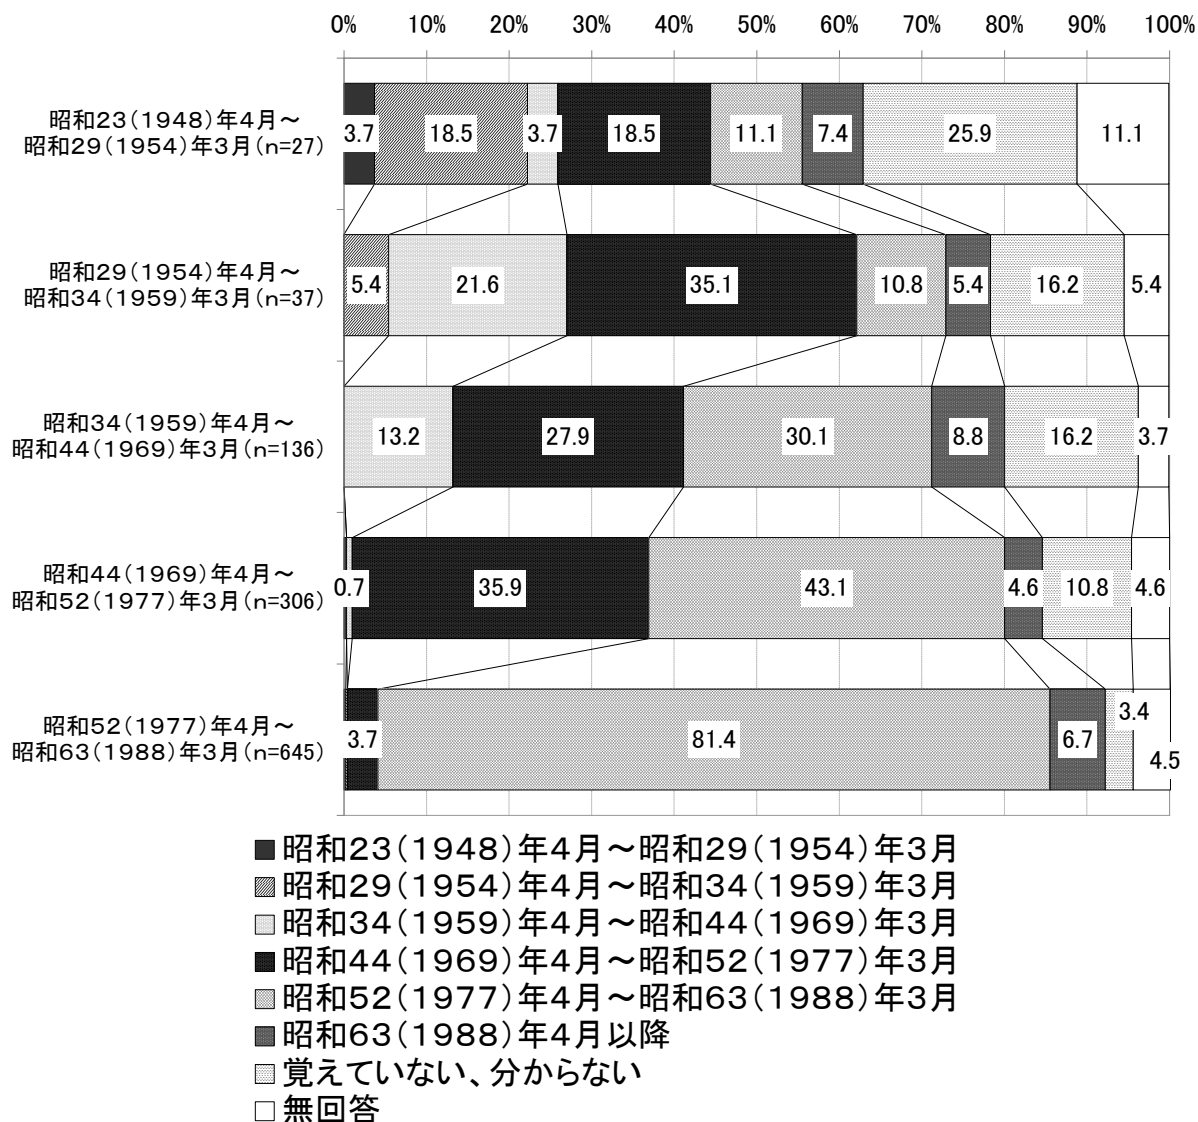 0% 10% 20% 30% 40% 50% 60% 70% 80% 90% 100%
昭和23(1948)年4月～
昭和29(1954)年3月(n=27)
3.7 18.5 3.7 18.5 11.1 7.4 25.9 11.1
昭和29(1954)年4月～
昭和34(1959)年3月(n=37)
5.4 21.6 35.1 10.8 5.4 16.2 5.4
昭和34(1959)年4月～
昭和44(1969)年3月(n=136)
13.2 27.9 30.1 8.8 16.2 3.7
昭和44(1969)年4月～
昭和52(1977)年3月(n=306)
0.7 35.9 43.1 4.6 10.8 4.6
昭和52(1977)年4月～
昭和63(1988)年3月(n=645)
3.7 81.4 6.7 3.4 4.5
昭和23(1948)年4月～昭和29(1954)年3月
昭和29(1954)年4月～昭和34(1959)年3月
昭和34(1959)年4月～昭和44(1969)年3月
昭和44(1969)年4月～昭和52(1977)年3月
昭和52(1977)年4月～昭和63(1988)年3月
昭和63(1988)年4月以降
覚えていない、分からない
無回答